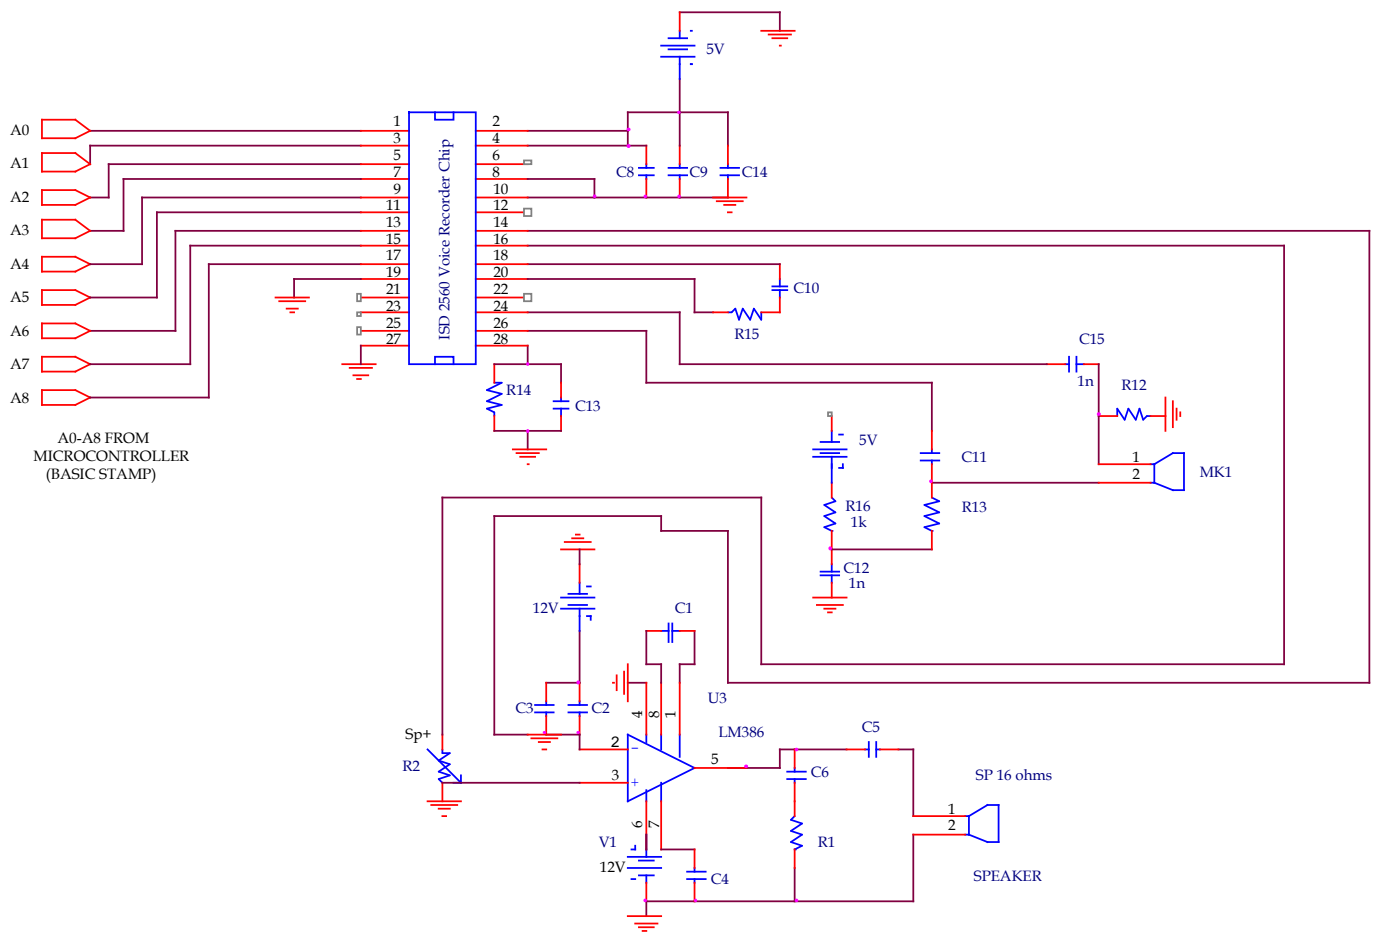 5V
A0
A1
A2
A3
A4
A5
A6
A7
A8
A0-A8 FROM
MICROCONTROLLER
(BASIC STAMP)
1
3
5
7
9
11
13
15
17
19
21
23
25
27
ISD 2560 Voice Recorder Chip
2
4
6
8
10
12
14
16
18
20
22
24
26
28
C8
C9
C14
C10
R15
R14
C13
C15
1n
R12
1
2
MK1
5V
C11
R16
1k
R13
C12
1n
12V
C1
C3
C2
4
8
1
U3
LM386
Sp+
R2
2
3
5
6
7
V1
12V
C4
C5
C6
R1
SP 16 ohms
1
2
SPEAKER